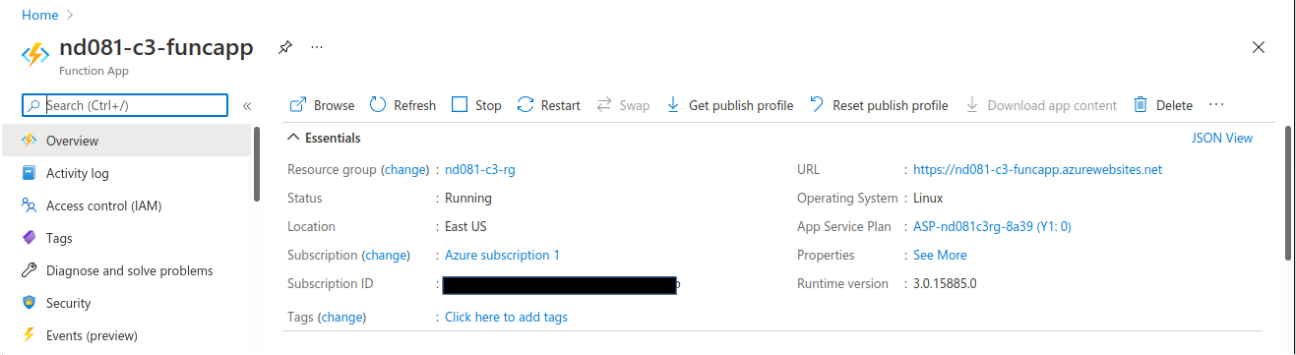 Home >
nd081-c3-funcapp
Function App
Search (Ctrl+/)
Overview
Activity log
Access control (IAM)
Tags
Diagnose and solve problems
Security
Events (preview)
Browse Refresh Stop Restart Swap Get publish profile Reset publish profile Download app content Delete
Essentials JSON View
Resource group (change) : nd081-c3-rg
Status : Running
Location : East US
Subscription (change) : Azure subscription 1
Subscription ID :
Tags (change) : Click here to add tags
URL : https://nd081-c3-funcapp.azurewebsites.net
Operating System : Linux
App Service Plan : ASP-nd081c3rg-8a39 (Y1: 0)
Properties : See More
Runtime version : 3.0.15885.0